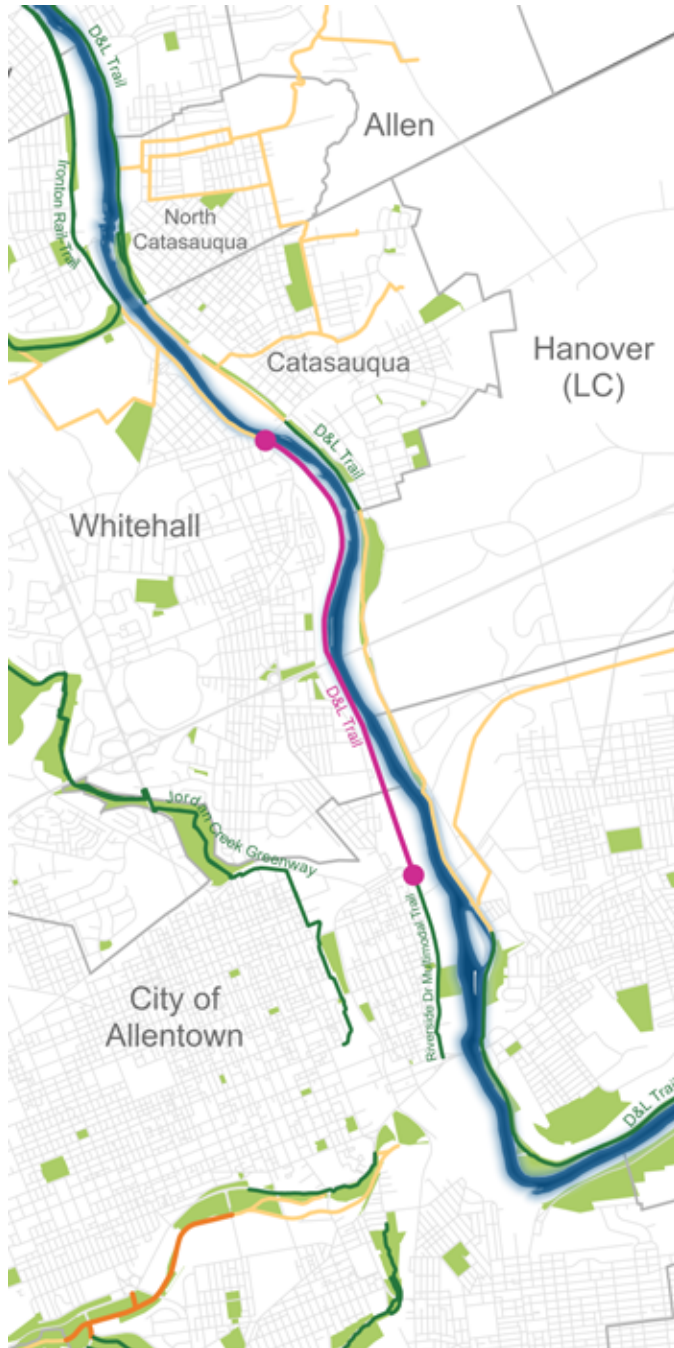 D&L Trail
Allen
Ironton Rail-Trail
North
Catasauqua
Hanover
(LC)
Catasauqua
D&L Trail
Whitehall
D&L Trail
Jordan Creek Greenway
Riverside Dr Multimodal Trail
City of
Allentown
D&L Trail